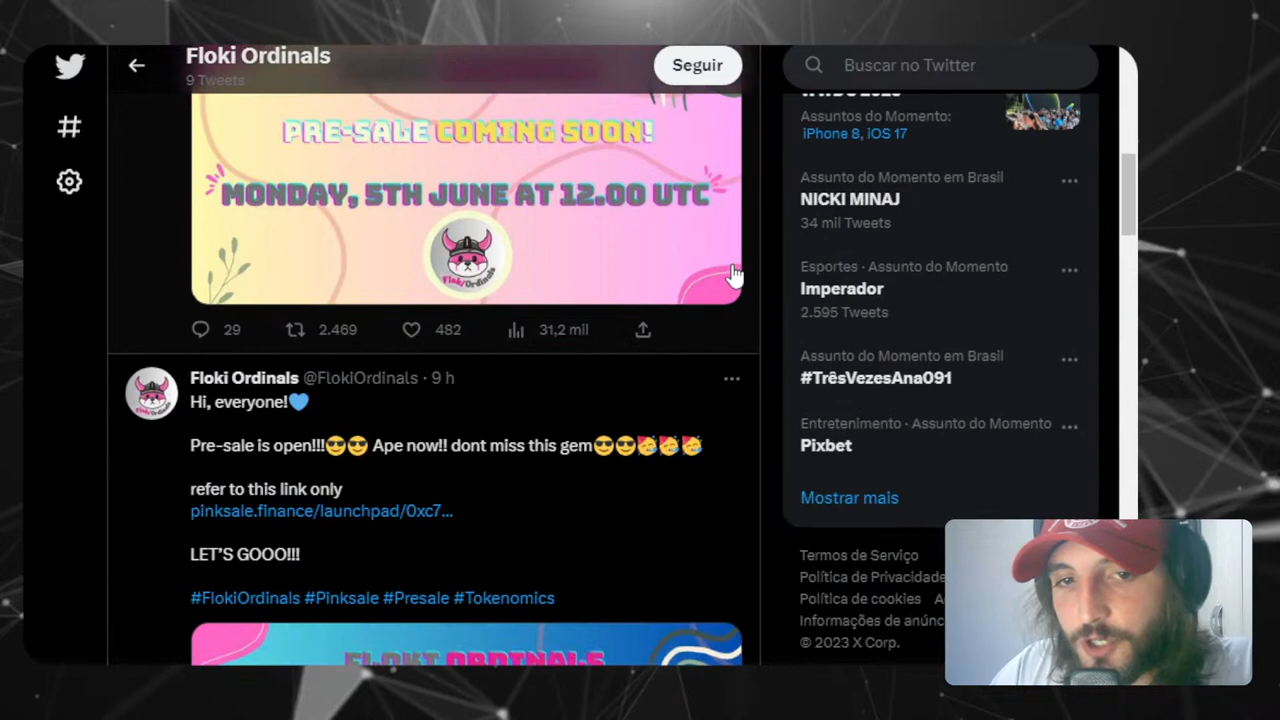 Floki Ordinals
9 Tweets
Seguir
PRE-SALE COMING SOON!
MONDAY, 5TH JUNE AT 12.00 UTC
Floki Ordinals
29 2.469 482 31,2 mil
Floki Ordinals @FlokiOrdinals · 9 h
Hi, everyone!💙
Pre-sale is open!!!😎😎 Ape now!! dont miss this gem😎😎🥳🥳🥳
refer to this link only
pinksale.finance/launchpad/0xc7...
LET'S GOOO!!!
#FlokiOrdinals #Pinksale #Presale #Tokenomics
FLOKI ORDINALS
Buscar no Twitter
Assuntos do Momento:
iPhone 8, iOS 17
Assunto do Momento em Brasil
NICKI MINAJ
34 mil Tweets
Esportes · Assunto do Momento
Imperador
2.595 Tweets
Assunto do Momento em Brasil
#TrêsVezesAna091
Entretenimento · Assunto do Momento
Pixbet
Mostrar mais
Termos de Serviço
Política de Privacidade
Política de cookies
Informações de anúnc
© 2023 X Corp.